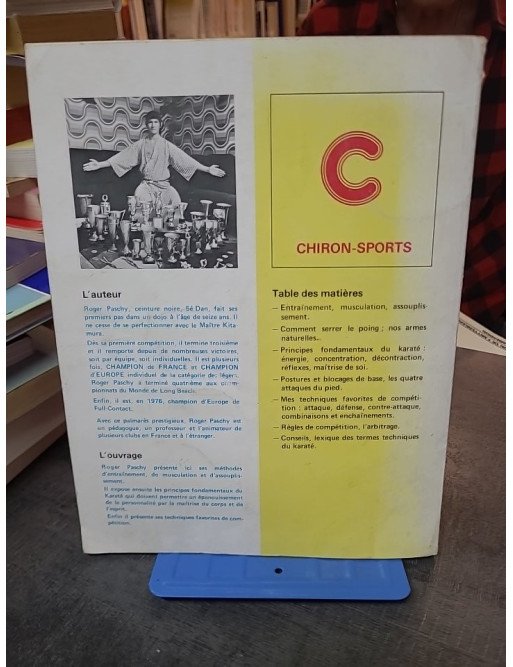 L'auteur
Roger Paschy, ceinture noire, 5è Dan, fait ses
premiers pas dans un dojo à l'âge de seize ans. Il
ne cesse de se perfectionner avec le Maître Kita
mura.
Dès sa première compétition, il termine troisième
et il remporte depuis de nombreuses victoires,
soit par équipe, soit individuelles. Il est plusieurs
fois, CHAMPION de FRANCE et CHAMPION
d'EUROPE individuel de la catégorie de légers.
Roger Paschy a terminé quatrième aux
pionnats du Monde de Long Beach.
Enfin, il est, en 1976, champion d'Europe de
Full-Contact.
Avec ce palmarès prestigieux, Roger Paschy est
un pédagogue, un professeur et l'animateur de
plusieurs clubs en France et à l'étranger.
L'ouvrage
Roger Paschy présente ici ses méthodes
d'entraînement, de musculation et d'assouplis-
sement.
Il expose ensuite les principes fondamentaux du
Karaté qui doivent permettre un épanouissement
de la personnalité par la maîtrise du corps et de
l'esprit.
Enfin il présente ses techniques favorites de com-
pétition.
C
CHIRON-SPORTS
Table des matières
— Entraînement, musculation, assouplis-
sement.
— Comment serrer le poing ; nos armes
naturelles..
— Principes fondamentaux du karaté :
énergie, concentration, décontraction,
réflexes, maîtrise de soi.
— Postures et blocages de base, les quatre
attaques du pied.
— Mes techniques favorites de compéti-
tion : attaque, défense, contre-attaque,
combinaisons et enchaînements.
— Règles de compétition, l'arbitrage.
— Conseils, lexique des termes techniques
du karaté.